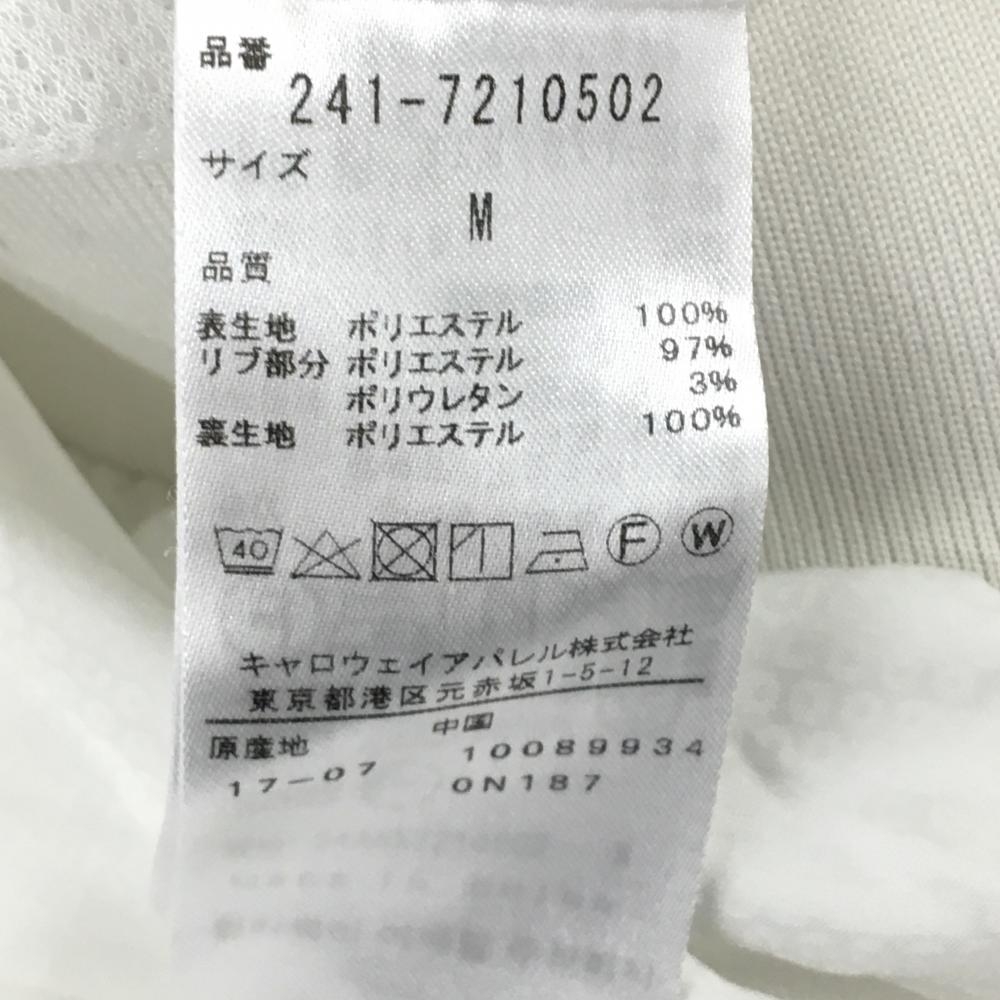 品番
241-7210502
サイズ
M
品質
表生地 ポリエステル 100%
リブ部分 ポリエステル 97%
ポリウレタン 3%
裏生地 ポリエステル 100%
40 F W
キャロウェイアパレル株式会社
東京都港区元赤坂1-5-12
中国
原産地 10089934
17-07 0N187